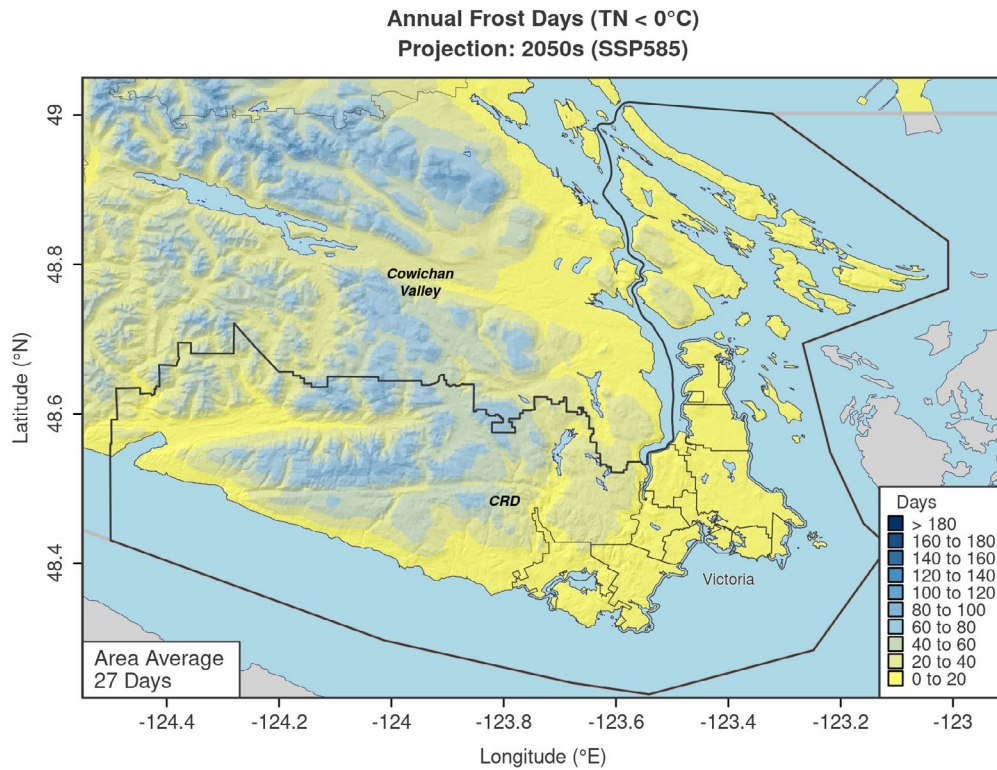 Annual Frost Days (TN < 0°C)
Projection: 2050s (SSP585)
Latitude (°N)
49
48.8
48.6
48.4
Cowichan
Valley
CRD
Victoria
Area Average
27 Days
Days
> 180
160 to 180
140 to 160
120 to 140
100 to 120
80 to 100
60 to 80
40 to 60
20 to 40
0 to 20
-124.4
-124.2
-124
-123.8
-123.6
-123.4
-123.2
-123
Longitude (°E)